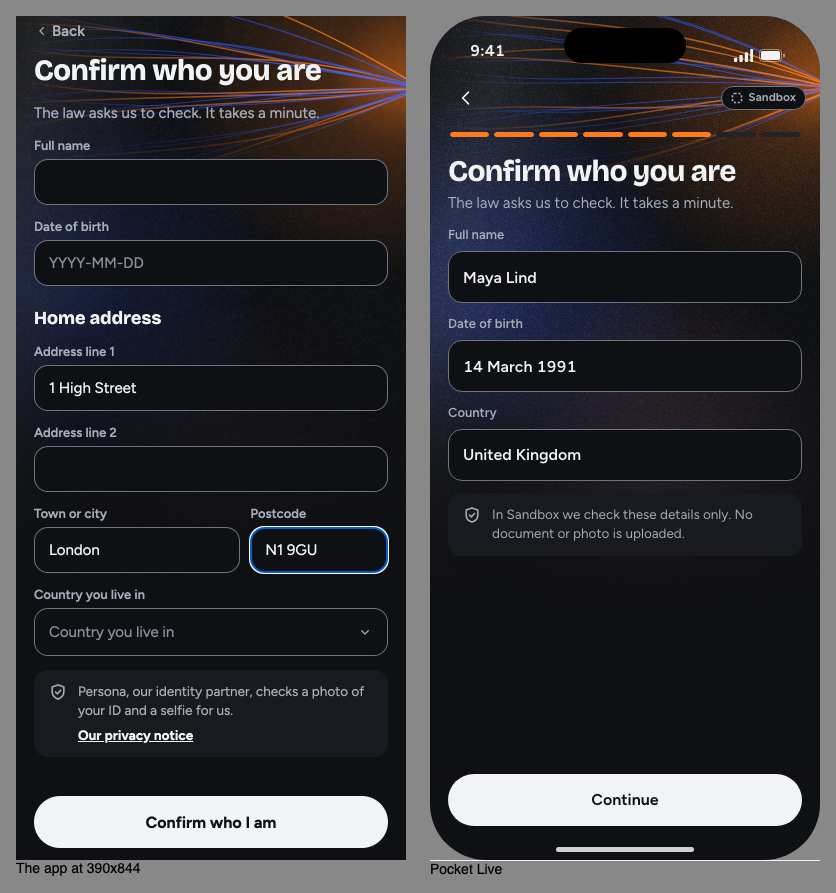 Back
Confirm who you are
The law asks us to check. It takes a minute.
Full name
Date of birth
YYYY-MM-DD
Home address
Address line 1
1 High Street
Address line 2
Town or city
Postcode
London
N1 9GU
Country you live in
Country you live in
Persona, our identity partner, checks a photo of
your ID and a selfie for us.
Our privacy notice
Confirm who I am
The app at 390x844
9:41
Sandbox
Confirm who you are
The law asks us to check. It takes a minute.
Full name
Maya Lind
Date of birth
14 March 1991
Country
United Kingdom
In Sandbox we check these details only. No
document or photo is uploaded.
Continue
Pocket Live